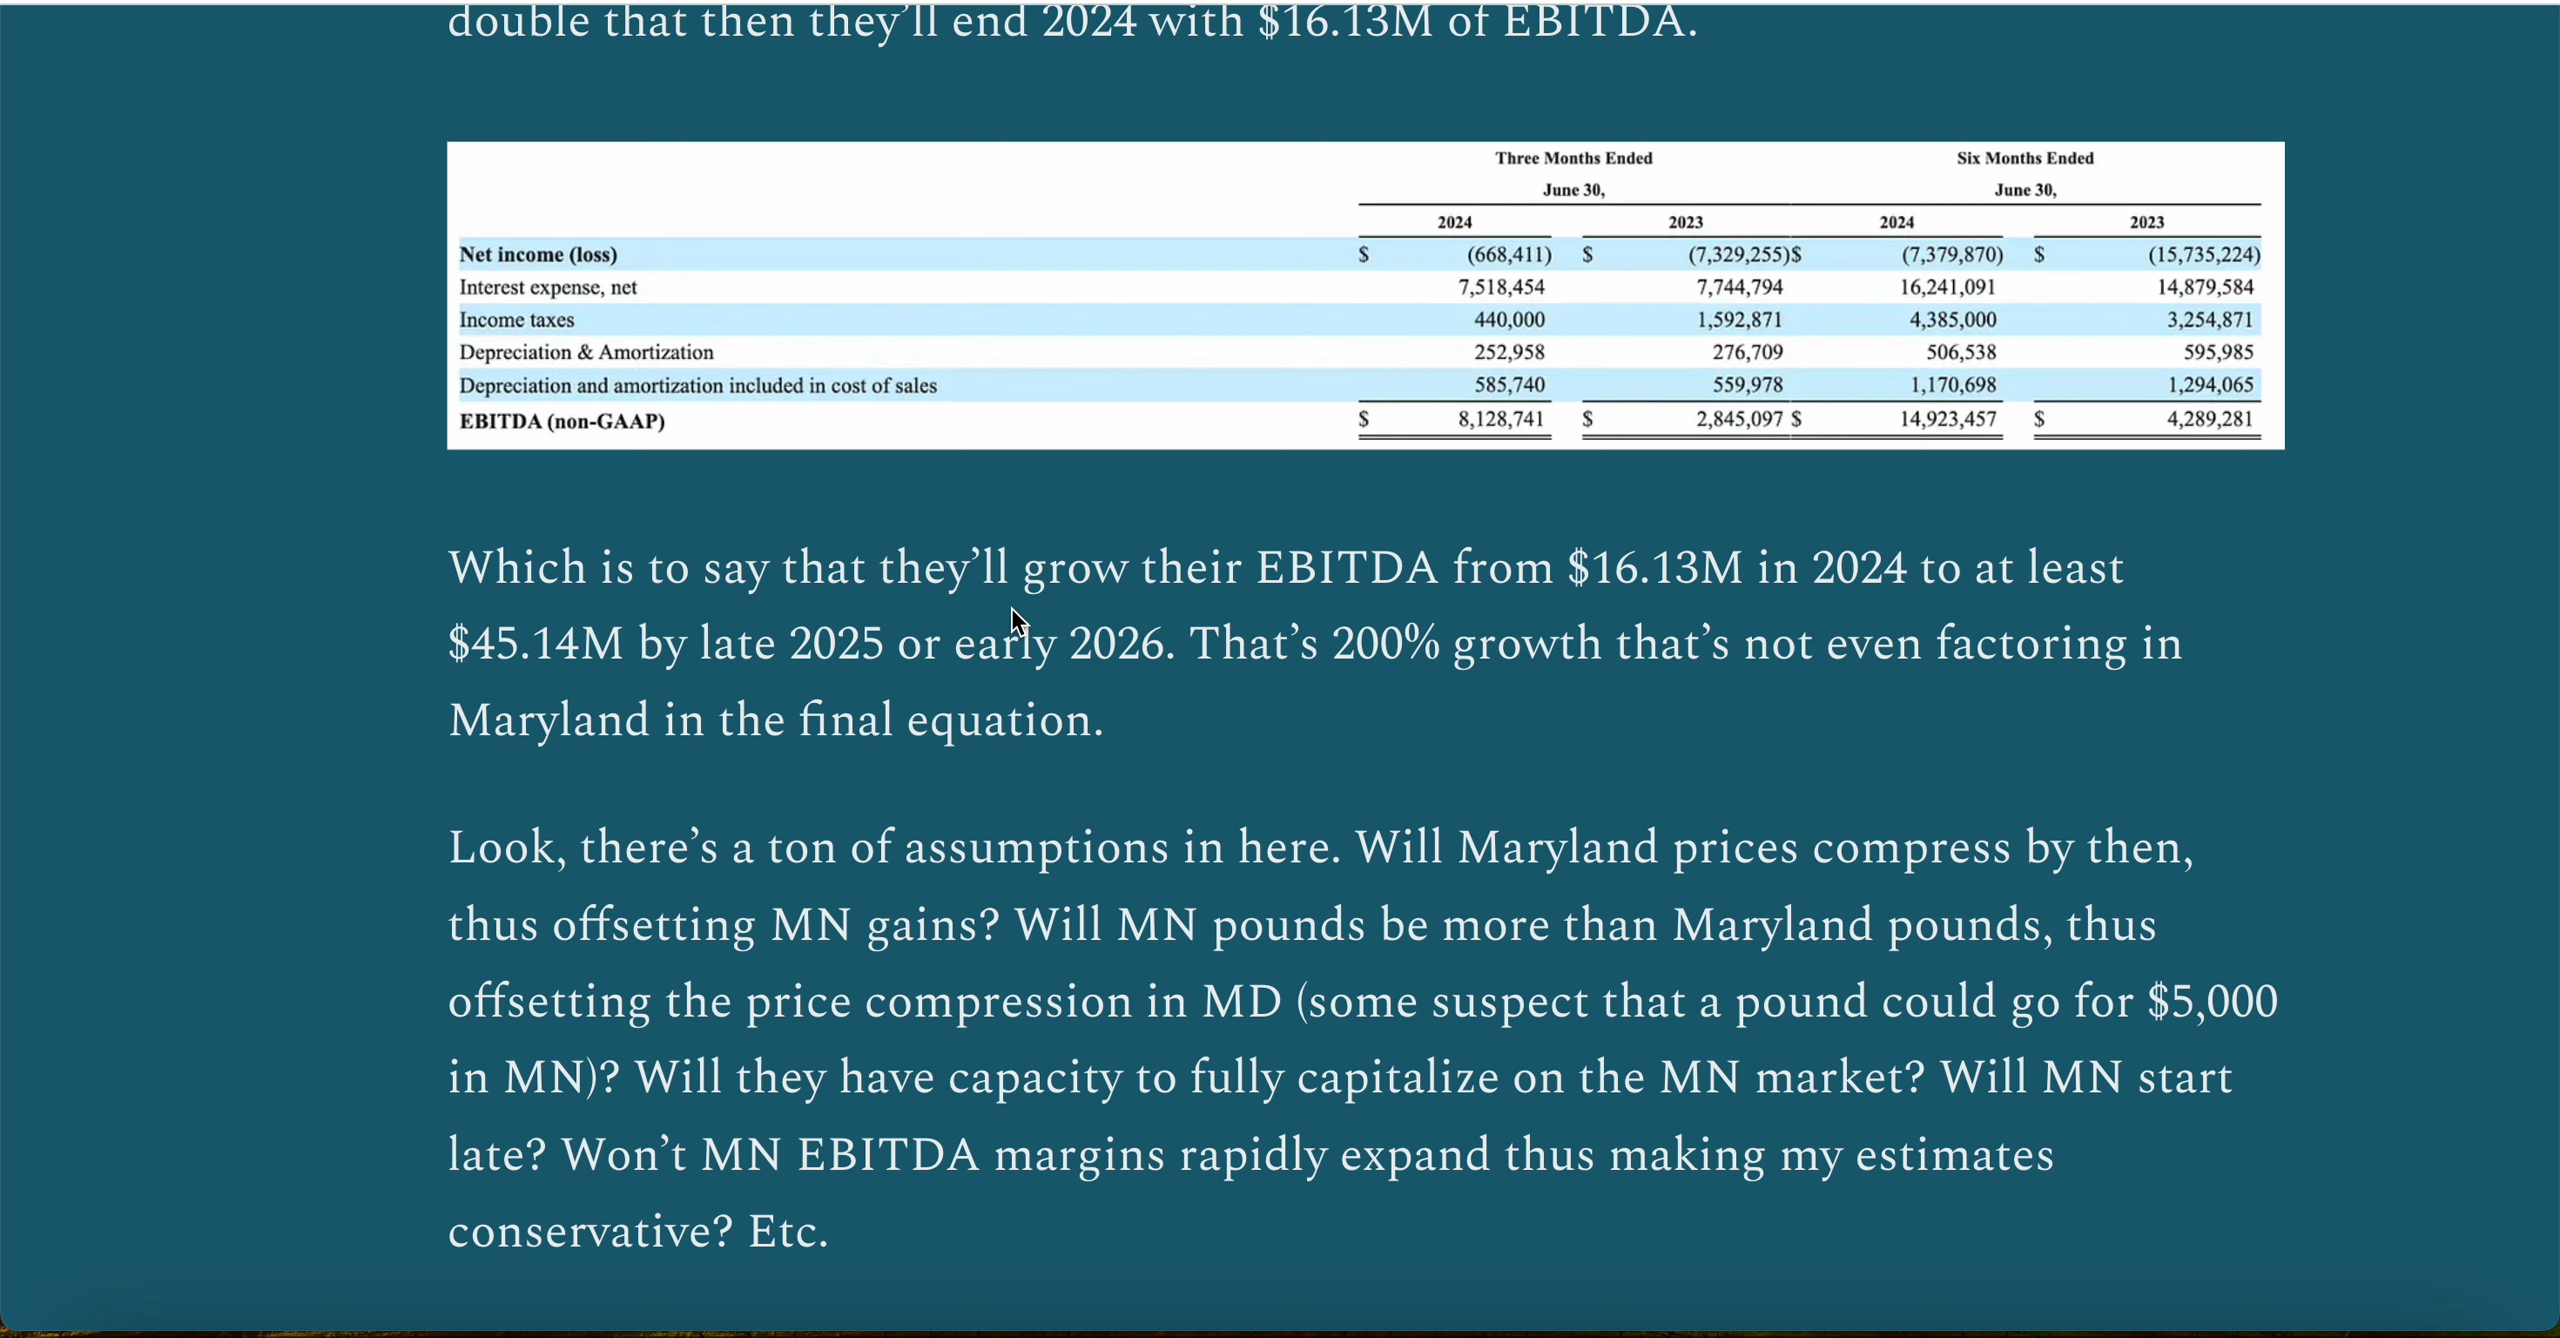 double that then they’ll end 2024 with $16.13M of EBITDA.
Three Months Ended Six Months Ended
June 30, June 30,
2024 2023 2024 2023
Net income (loss) $ (668,411) $ (7,329,255)$ (7,379,870) $ (15,735,224)
Interest expense, net 7,518,454 7,744,794 16,241,091 14,879,584
Income taxes 440,000 1,592,871 4,385,000 3,254,871
Depreciation & Amortization 252,958 276,709 506,538 595,985
Depreciation and amortization included in cost of sales 585,740 559,978 1,170,698 1,294,065
EBITDA (non-GAAP) $ 8,128,741 $ 2,845,097 $ 14,923,457 $ 4,289,281
Which is to say that they’ll grow their EBITDA from $16.13M in 2024 to at least
$45.14M by late 2025 or early 2026. That’s 200% growth that’s not even factoring in
Maryland in the final equation.
Look, there’s a ton of assumptions in here. Will Maryland prices compress by then,
thus offsetting MN gains? Will MN pounds be more than Maryland pounds, thus
offsetting the price compression in MD (some suspect that a pound could go for $5,000
in MN)? Will they have capacity to fully capitalize on the MN market? Will MN start
late? Won’t MN EBITDA margins rapidly expand thus making my estimates
conservative? Etc.